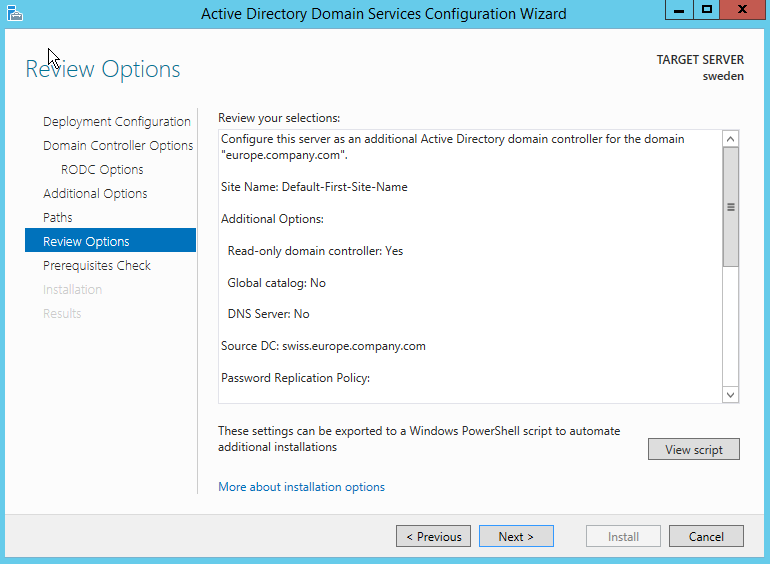 Active Directory Domain Services Configuration Wizard
Review Options
TARGET SERVER
sweden
Deployment Configuration
Domain Controller Options
RODC Options
Additional Options
Paths
Review Options
Prerequisites Check
Installation
Results
Review your selections:
Configure this server as an additional Active Directory domain controller for the domain
"europe.company.com".
Site Name: Default-First-Site-Name
Additional Options:
Read-only domain controller: Yes
Global catalog: No
DNS Server: No
Source DC: swiss.europe.company.com
Password Replication Policy:
These settings can be exported to a Windows PowerShell script to automate
additional installations
View script
More about installation options
< Previous
Next >
Install
Cancel